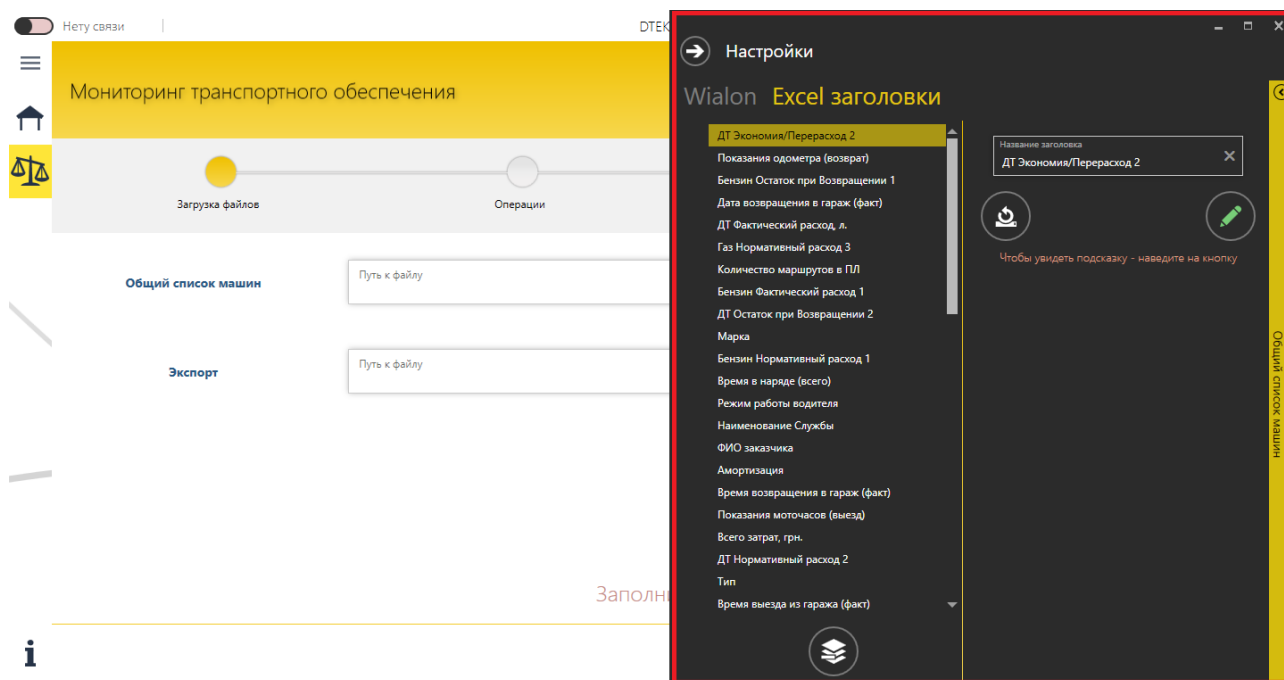 Нету связи
DTEK
Мониторинг транспортного обеспечения
Загрузка файлов
Операции
Общий список машин
Путь к файлу
Экспорт
Путь к файлу
Заполн
Настройки
Wialon Excel заголовки
ДТ Экономия/Перерасход 2
Показания одометра (возврат)
Бензин Остаток при Возвращении 1
Дата возвращения в гараж (факт)
ДТ Фактический расход, л.
Газ Нормативный расход 3
Количество маршрутов в ПЛ
Бензин Фактический расход 1
ДТ Остаток при Возвращении 2
Марка
Бензин Нормативный расход 1
Время в наряде (всего)
Режим работы водителя
Наименование Службы
ФИО заказчика
Амортизация
Время возвращения в гараж (факт)
Показания моточасов (выезд)
Всего затрат, грн.
ДТ Нормативный расход 2
Тип
Время выезда из гаража (факт)
Название заголовка
ДТ Экономия/Перерасход 2
Чтобы увидеть подсказку - наведите на кнопку
Общий список машин